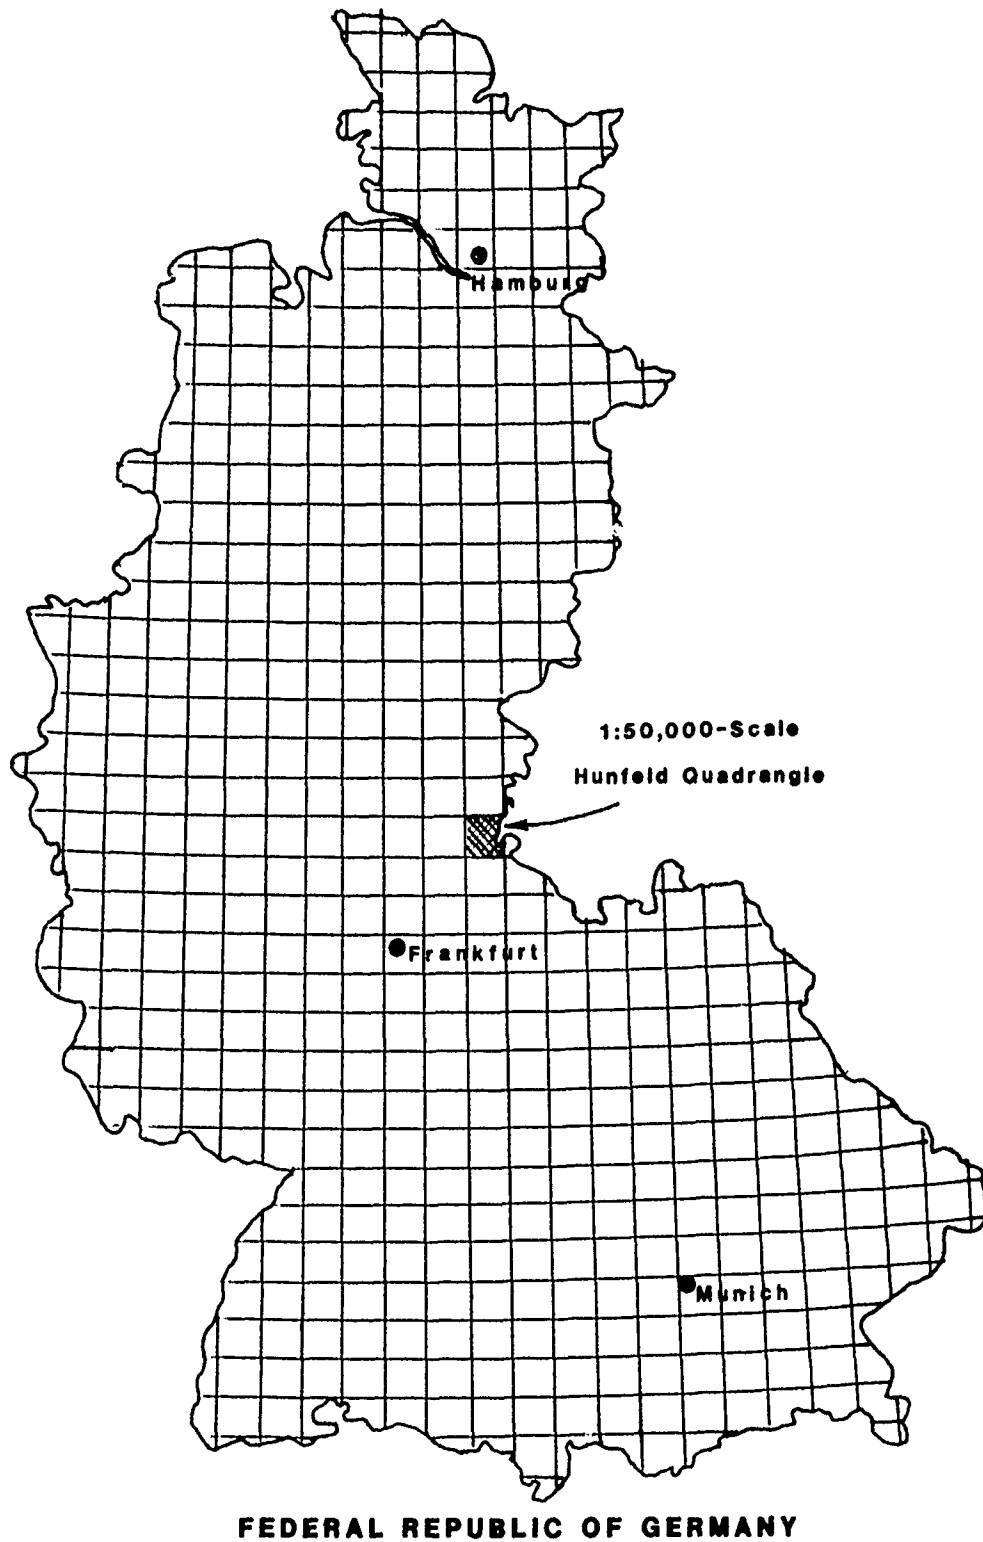 Hamburg
1:50,000-Scale
Hunfeld Quadrangle
Frankfurt
Munich
FEDERAL REPUBLIC OF GERMANY